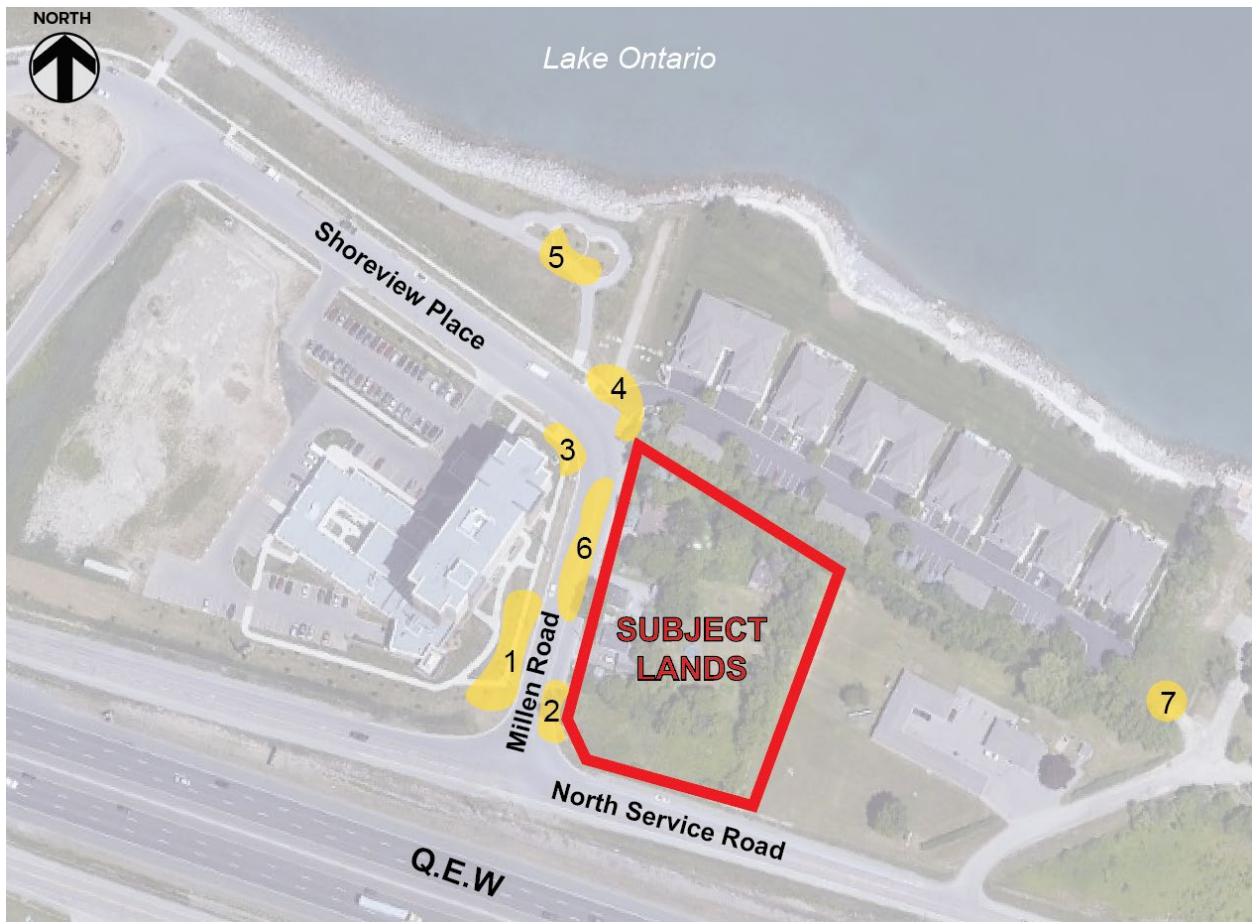 NORTH
Lake Ontario
Shoreview Place
5
4
3
6
SUBJECT
LANDS
1
Millen Road
2
7
North Service Road
Q.E.W